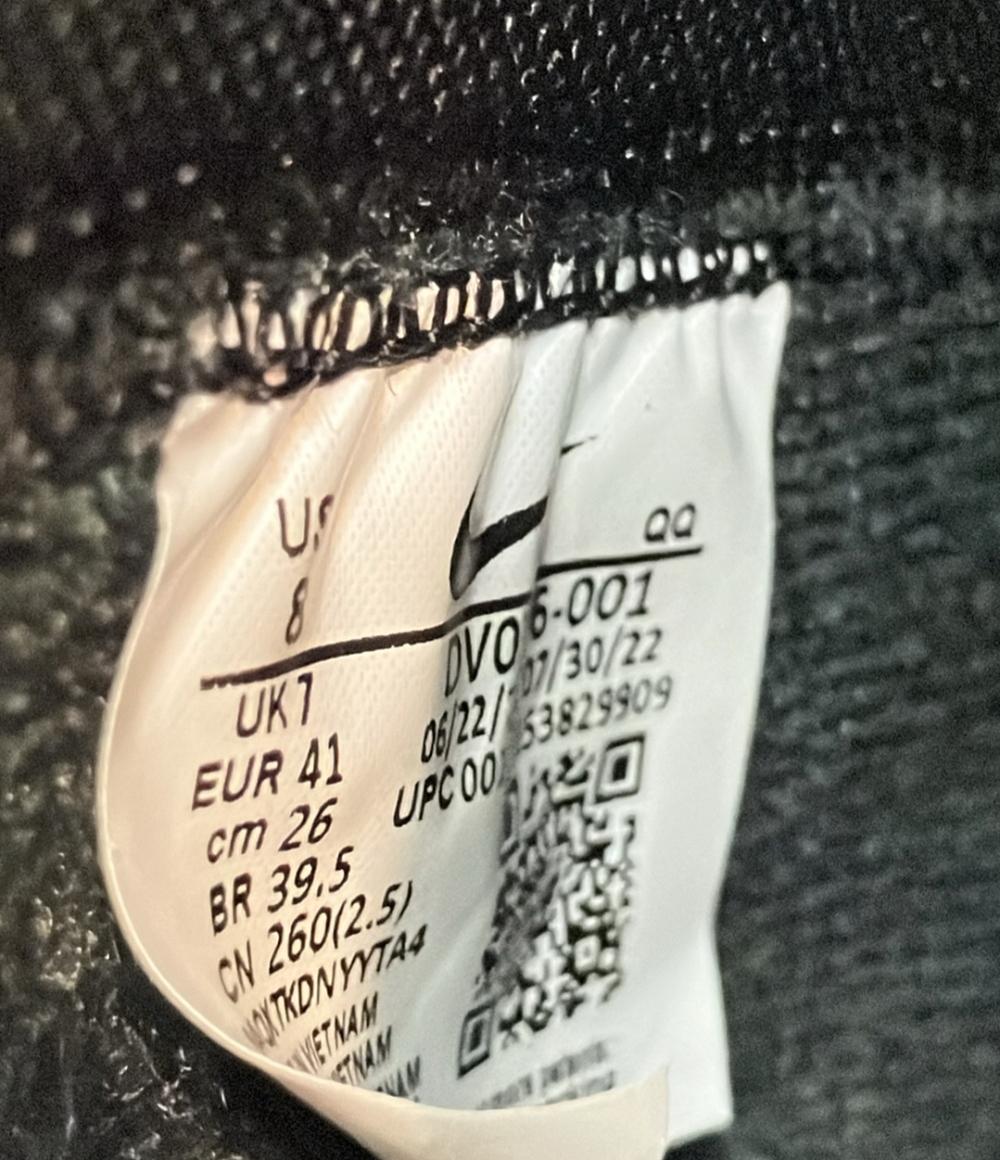 US
8
QQ
UK 7
EUR 41
cm 26
BR 39.5
CN 260(2.5)
TKDNYYTA4
VIETNAM
DV0 6-001
06/22/ 07/30/22
UPC 00 53829909